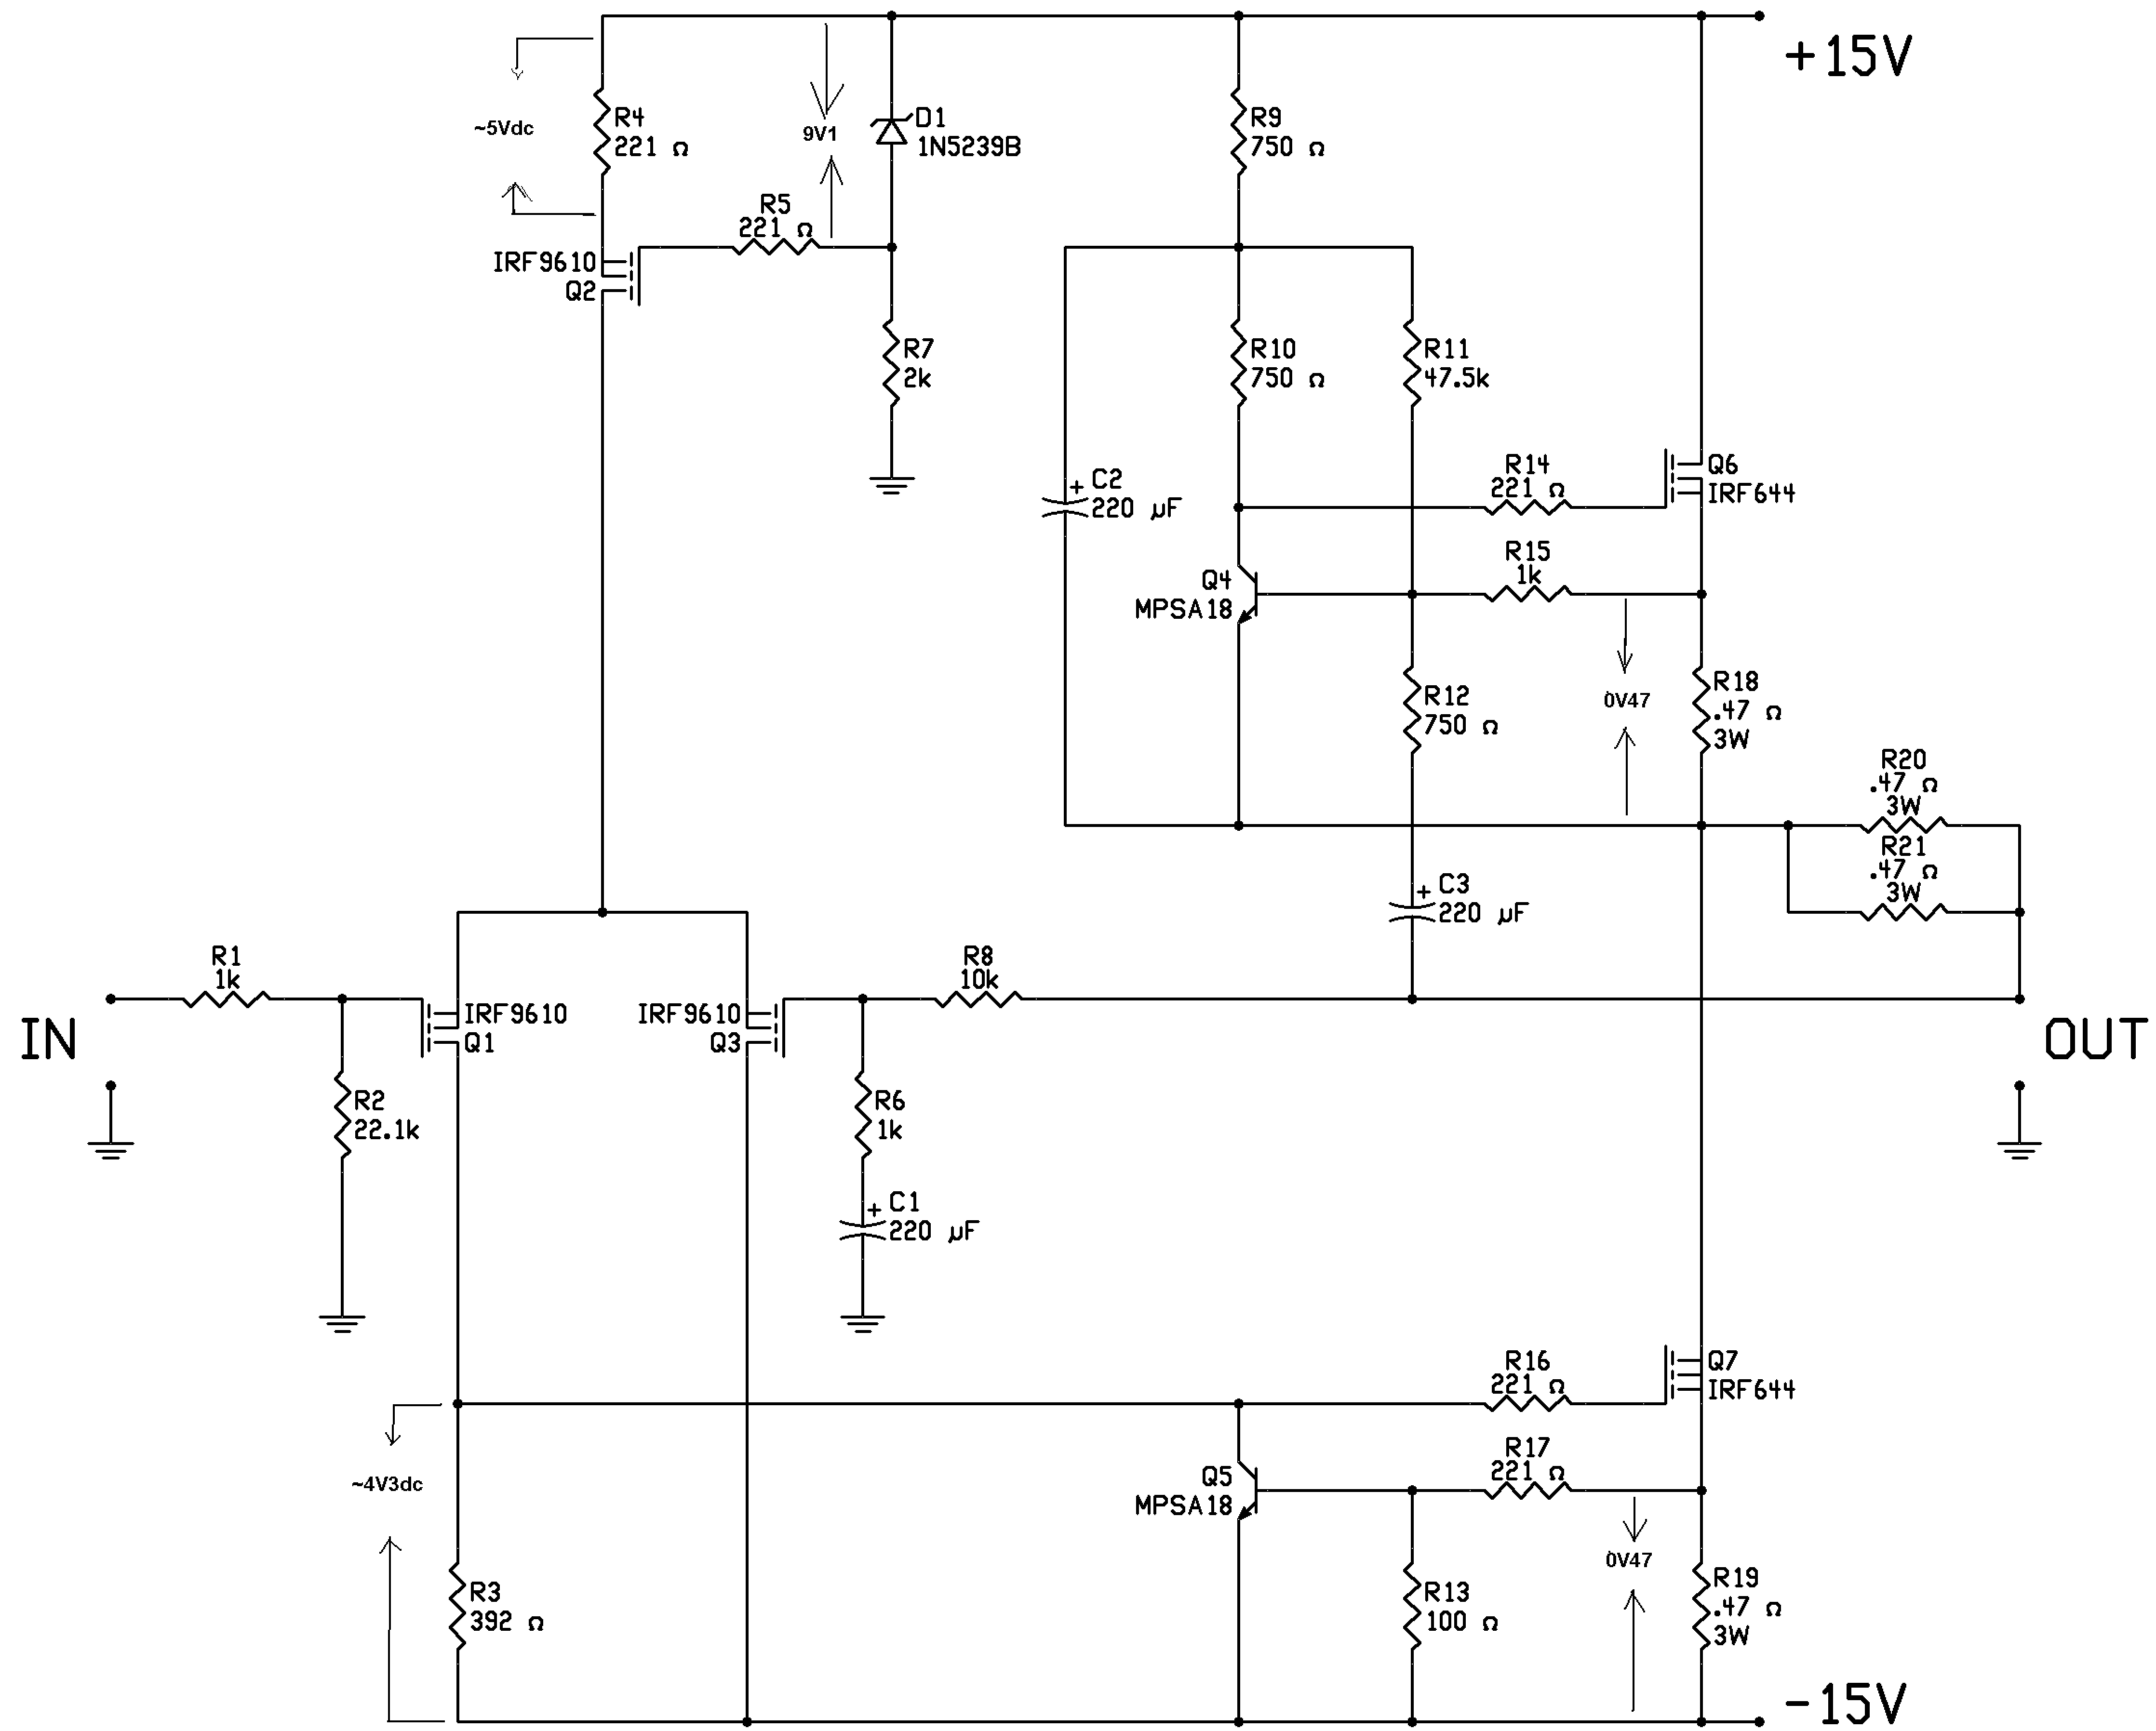 +15V
~5Vdc
R4
221 Ω
9V1
D1
1N5239B
R9
750 Ω
R5
221 Ω
IRF9610
Q2
R7
2k
R10
750 Ω
R11
47.5k
+ C2
220 µF
R14
221 Ω
Q6
IRF644
R15
1k
Q4
MPSA18
R12
750 Ω
0V47
R18
.47 Ω
3W
R20
.47 Ω
3W
R21
.47 Ω
3W
+ C3
220 µF
R1
1k
R8
10k
IN
IRF9610
Q1
IRF9610
Q3
OUT
R2
22.1k
R6
1k
+ C1
220 µF
R16
221 Ω
Q7
IRF644
R17
221 Ω
~4V3dc
Q5
MPSA18
0V47
R3
392 Ω
R13
100 Ω
R19
.47 Ω
3W
-15V